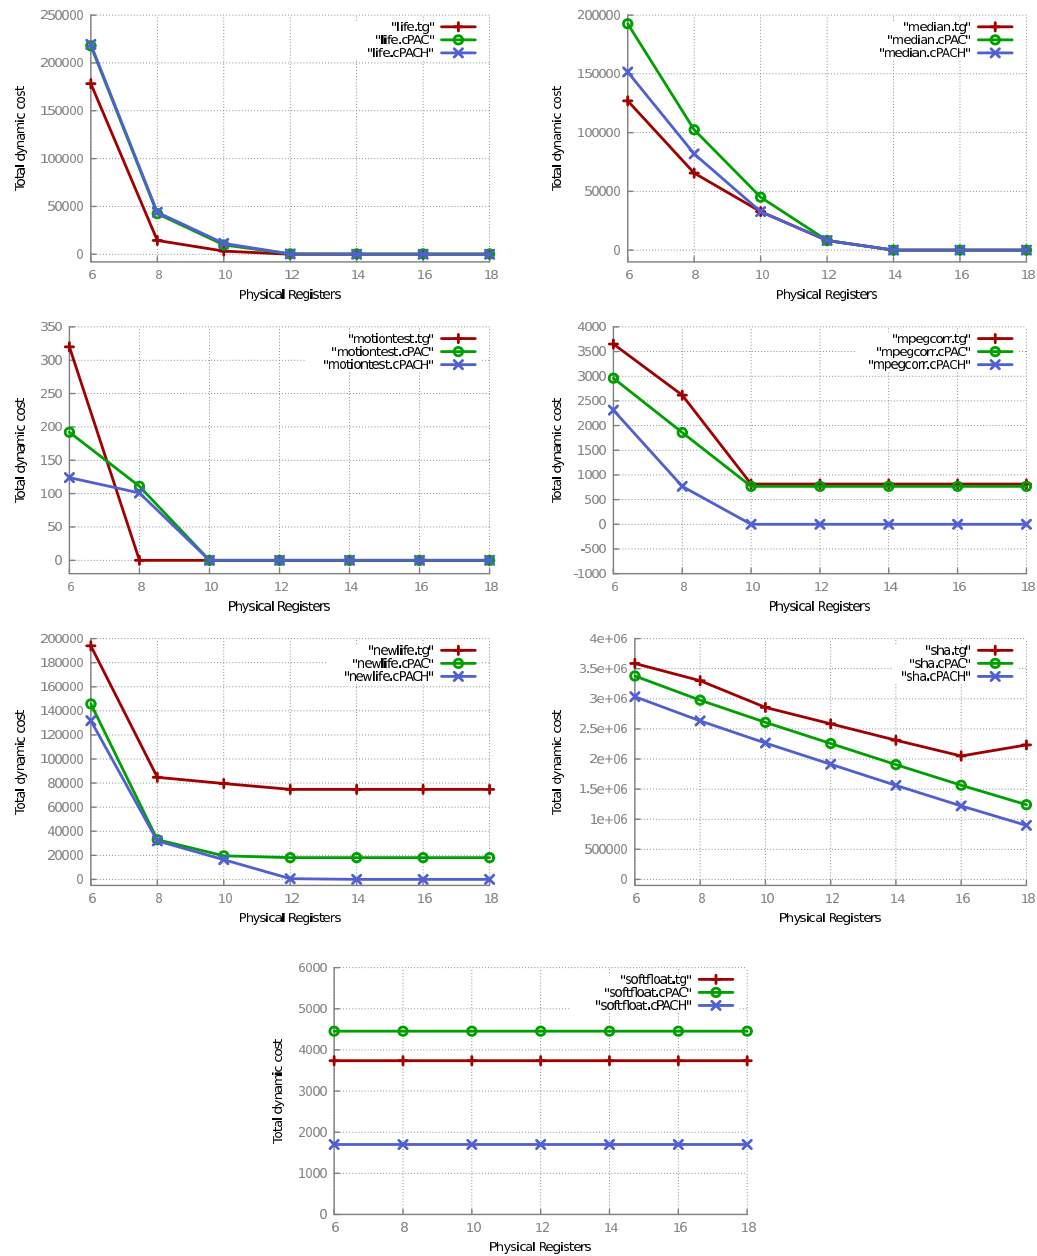 250000
200000
150000
100000
50000
0
6 8 10 12 14 16 18
Total dynamic cost
Physical Registers
"life.tg"
"life.cPAC"
"life.cPACH"
200000
150000
100000
50000
0
6 8 10 12 14 16 18
Total dynamic cost
Physical Registers
"median.tg"
"median.cPAC"
"median.cPACH"
350
300
250
200
150
100
50
0
6 8 10 12 14 16 18
Total dynamic cost
Physical Registers
"motiontest.tg"
"motiontest.cPAC"
"motiontest.cPACH"
4000
3500
3000
2500
2000
1500
1000
500
0
-500
-1000
6 8 10 12 14 16 18
Total dynamic cost
Physical Registers
"mpegcorr.tg"
"mpegcorr.cPAC"
"mpegcorr.cPACH"
200000
180000
160000
140000
120000
100000
80000
60000
40000
20000
0
6 8 10 12 14 16 18
Total dynamic cost
Physical Registers
"newlife.tg"
"newlife.cPAC"
"newlife.cPACH"
4e+06
3.5e+06
3e+06
2.5e+06
2e+06
1.5e+06
1e+06
500000
0
6 8 10 12 14 16 18
Total dynamic cost
Physical Registers
"sha.tg"
"sha.cPAC"
"sha.cPACH"
6000
5000
4000
3000
2000
1000
0
6 8 10 12 14 16 18
Total dynamic cost
Physical Registers
"softfloat.tg"
"softfloat.cPAC"
"softfloat.cPACH"